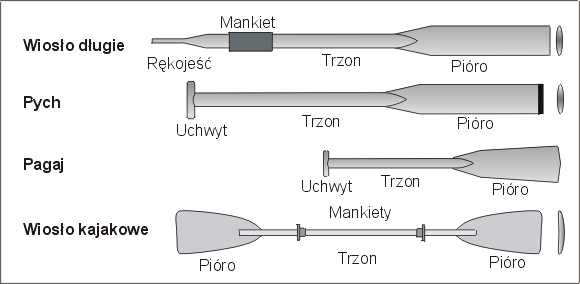 Mankiet
Wiosło długie
Rękojeść
Trzon
Pióro
Pych
Uchwyt
Trzon
Pióro
Pagaj
Uchwyt
Trzon
Pióro
Mankiety
Wiosło kajakowe
Pióro
Trzon
Pióro